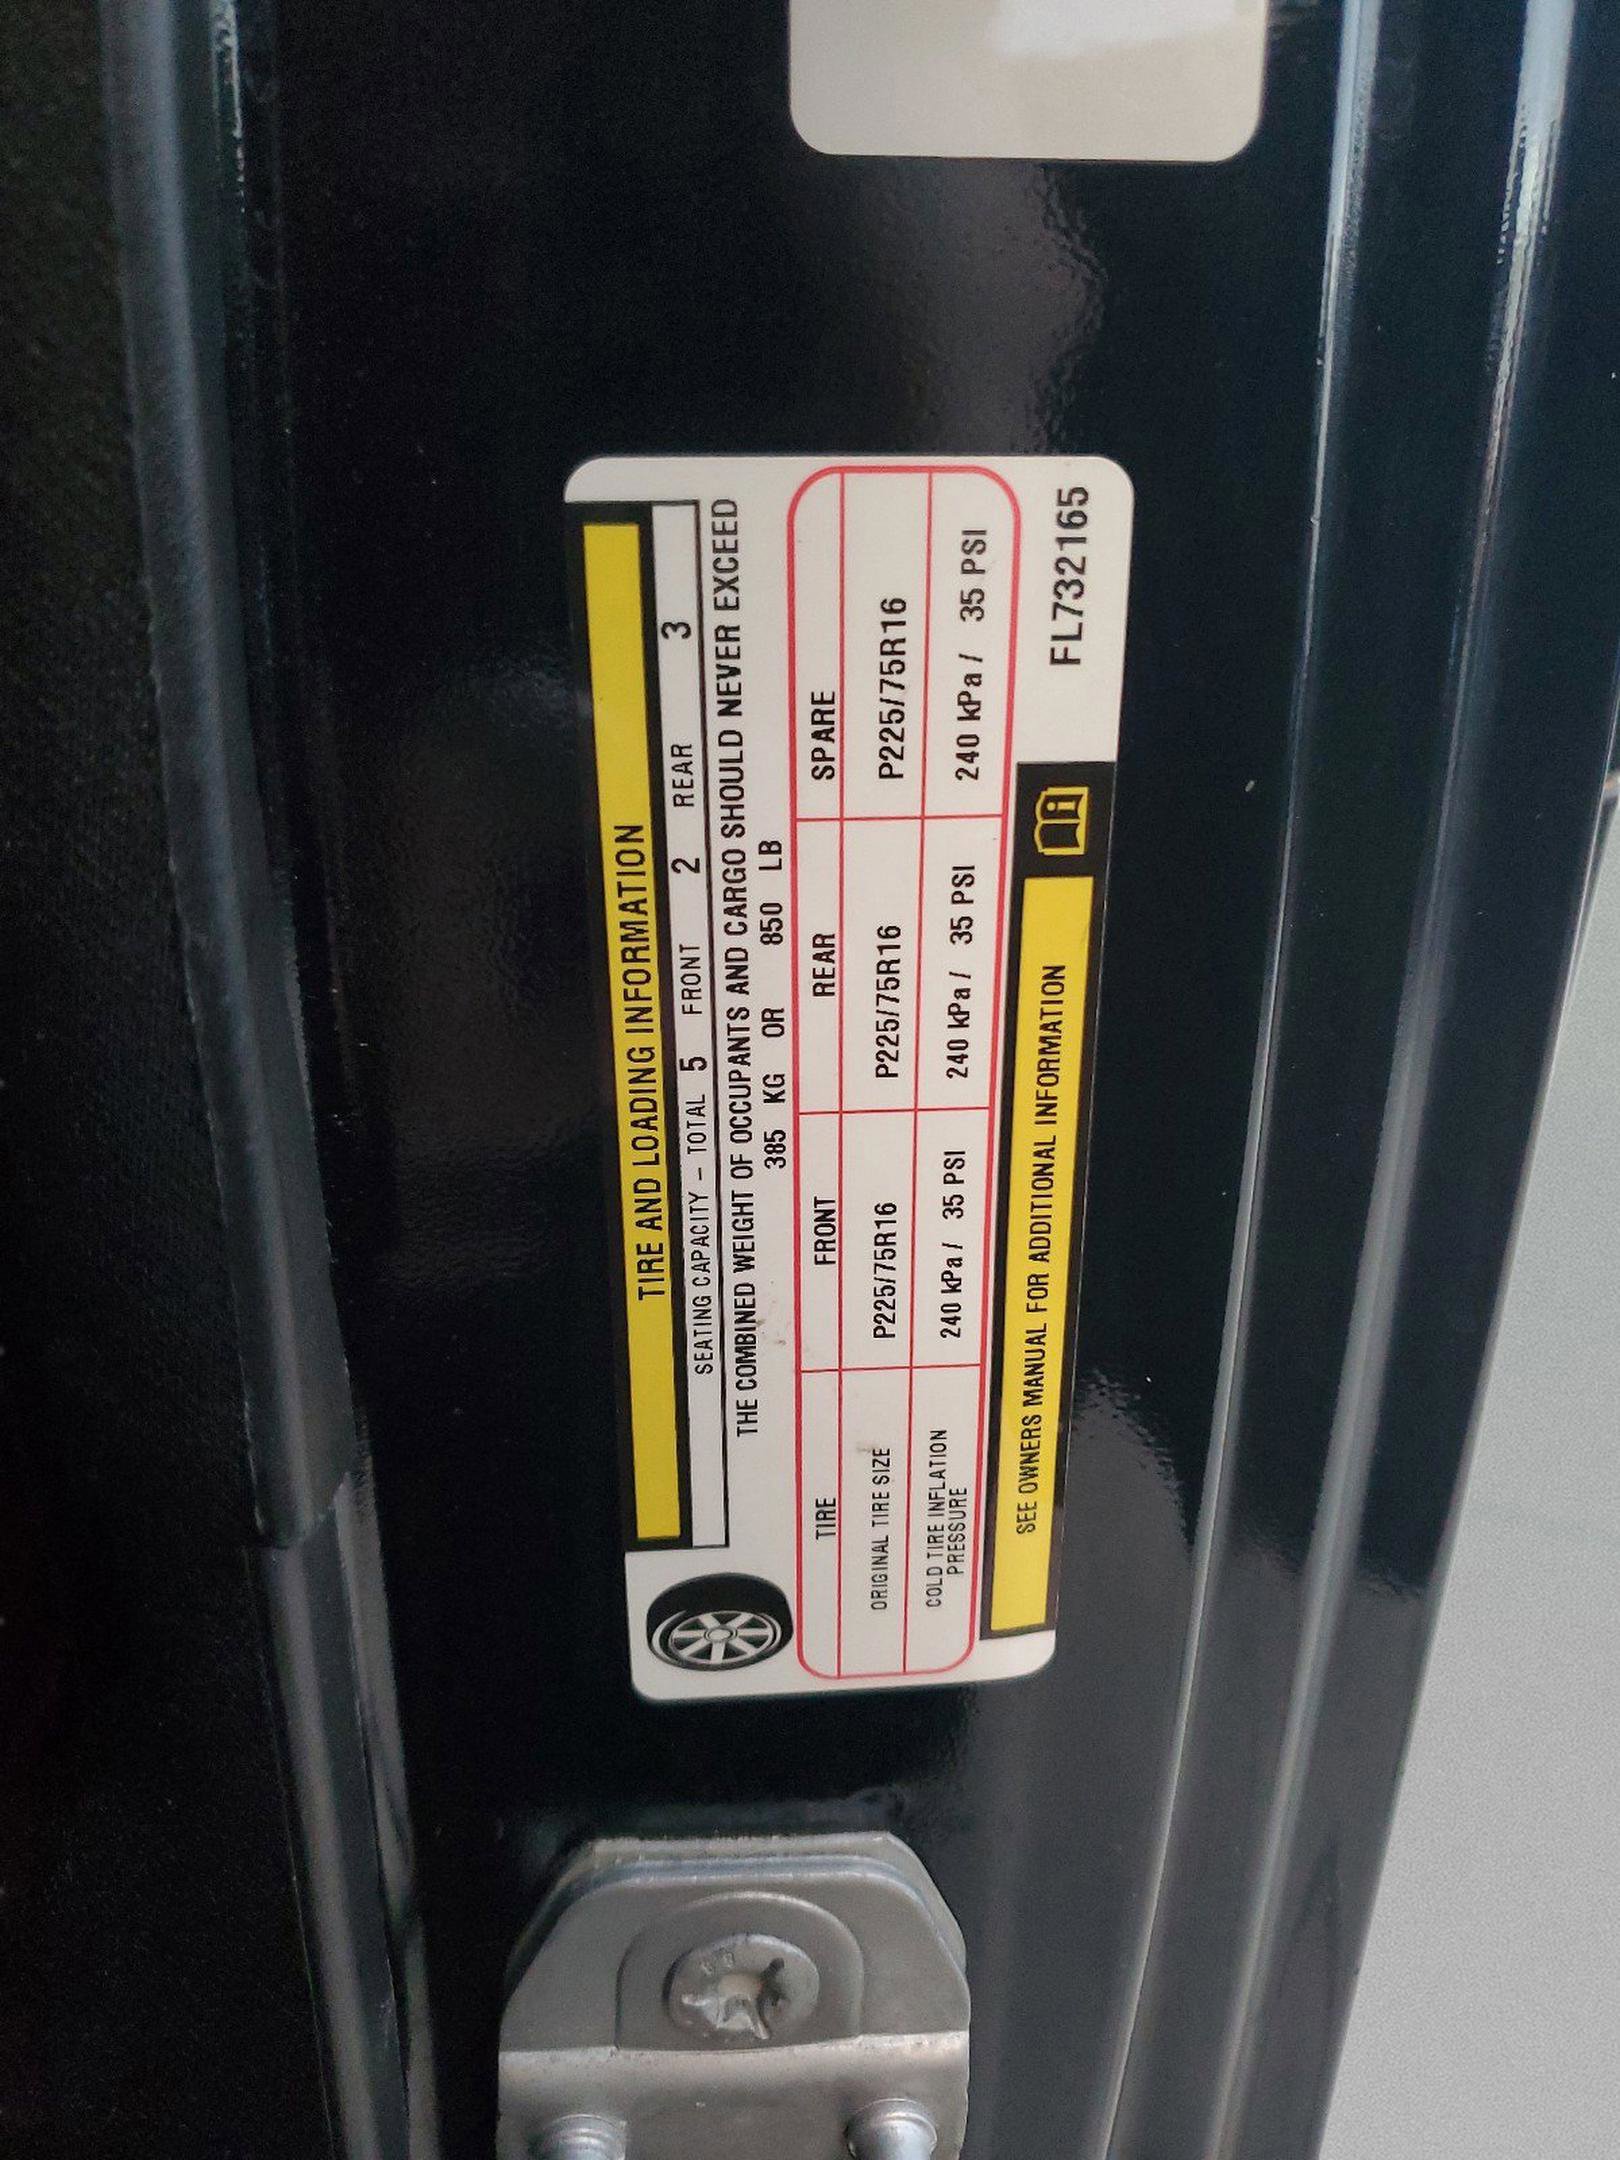 TIRE AND LOADING INFORMATION
SEATING CAPACITY – TOTAL 5 FRONT 2 REAR 3
THE COMBINED WEIGHT OF OCCUPANTS AND CARGO SHOULD NEVER EXCEED
385 KG OR 850 LB
TIRE FRONT REAR SPARE
ORIGINAL TIRE SIZE P225/75R16 P225/75R16 P225/75R16
COLD TIRE INFLATION PRESSURE 240 kPa / 35 PSI 240 kPa / 35 PSI 240 kPa / 35 PSI
SEE OWNERS MANUAL FOR ADDITIONAL INFORMATION
FL732165